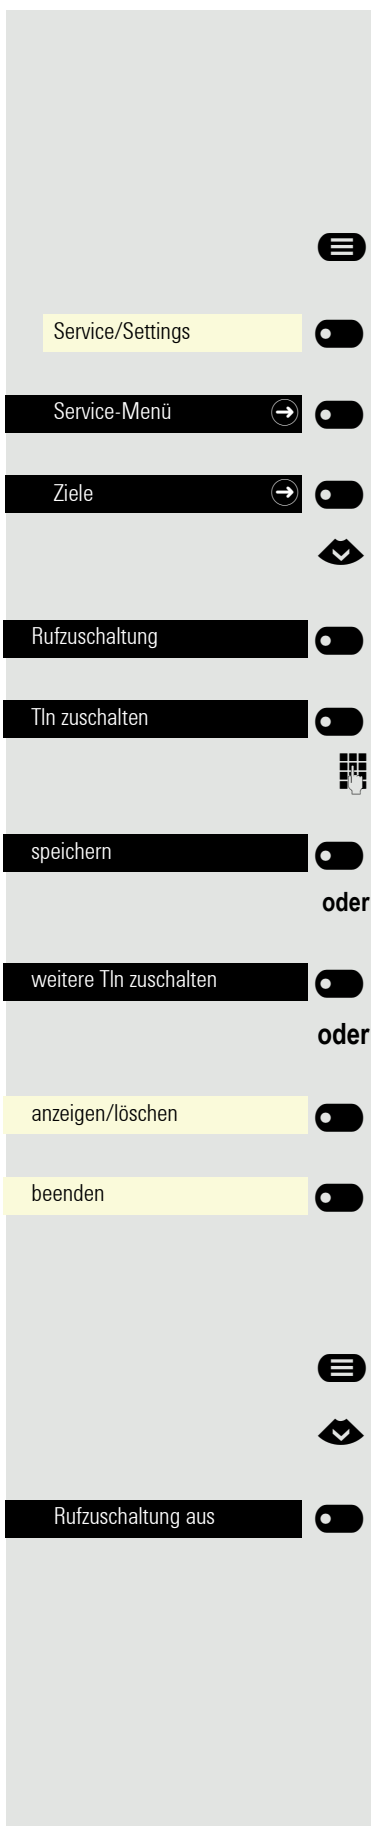 Service/Settings
Service-Menü
Ziele
Rufzuschaltung
Tln zuschalten
speichern
oder
weitere Tln zuschalten
oder
anzeigen/löschen
beenden
Rufzuschaltung aus